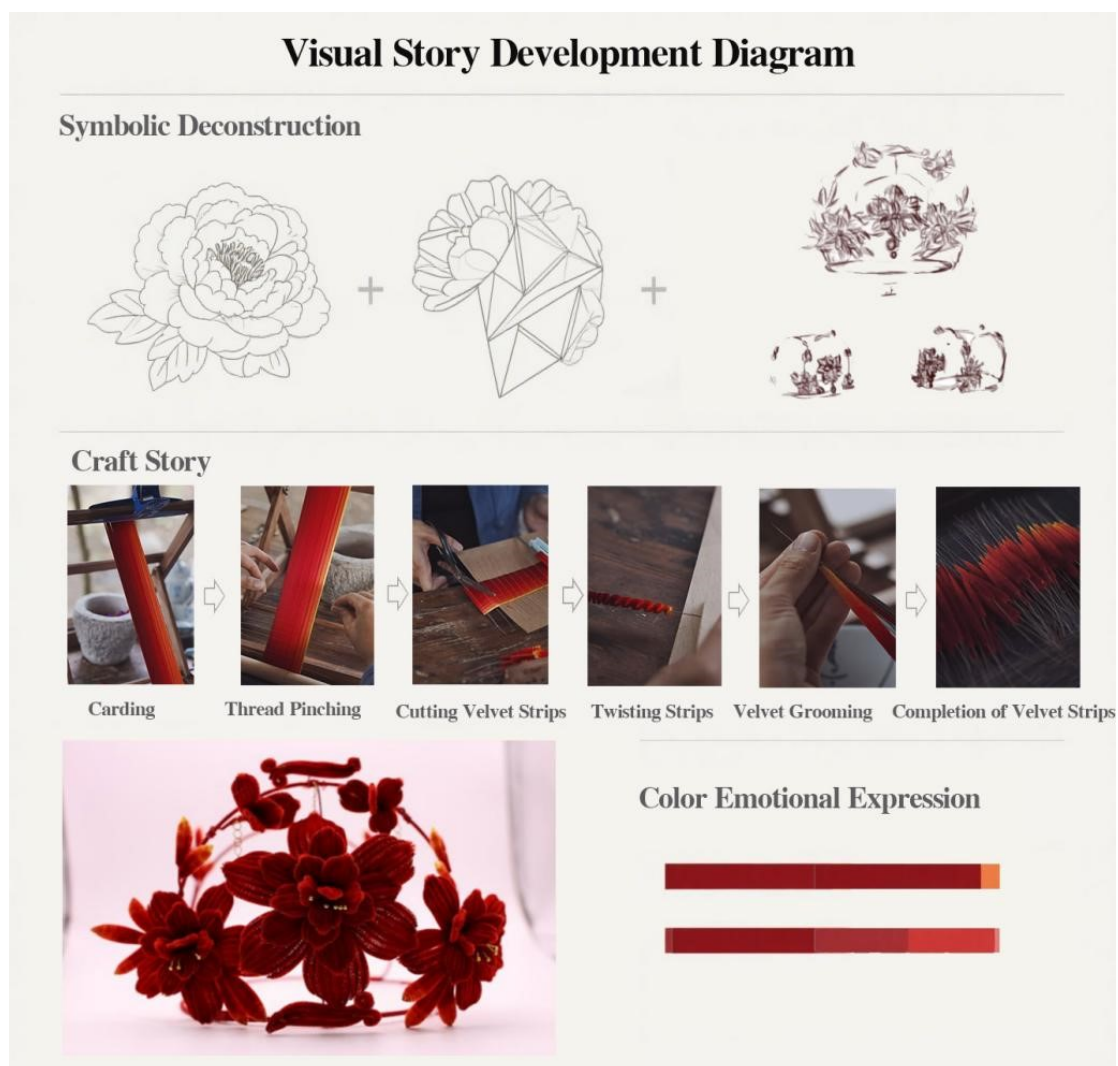 Visual Story Development Diagram
Symbolic Deconstruction
Craft Story
Carding
Thread Pinching
Cutting Velvet Strips
Twisting Strips
Velvet Grooming
Completion of Velvet Strips
Color Emotional Expression